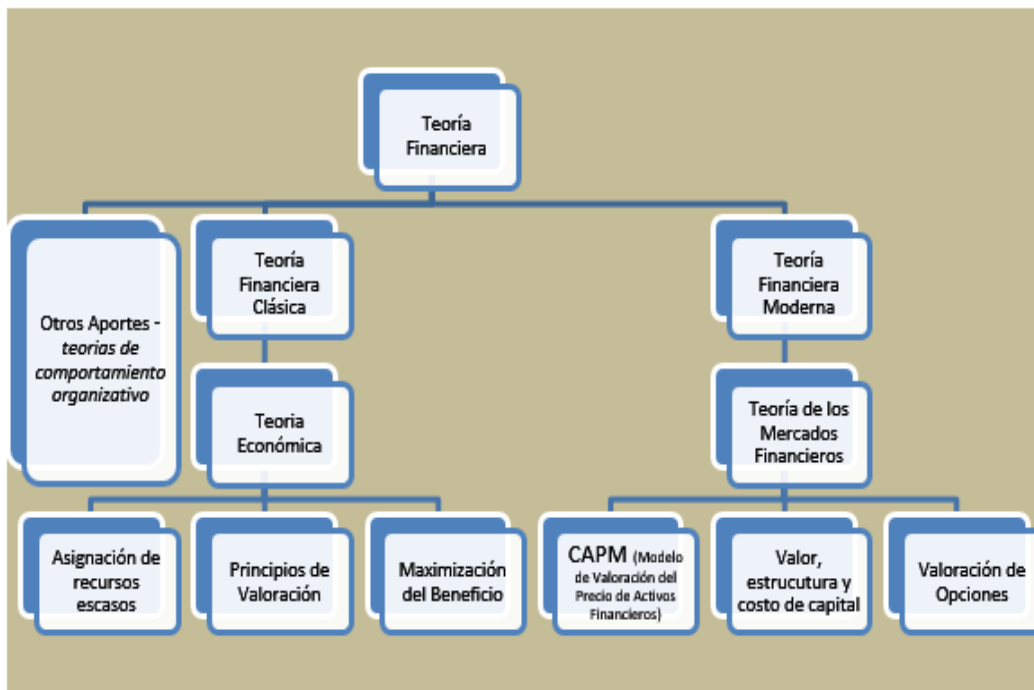 Teoría
Financiera
Otros Aportes -
teorias de
comportamiento
organizativo
Teoría
Financiera
Clásica
Teoría
Financiera
Moderna
Teoria
Económica
Teoría de los
Mercados
Financieros
Asignación de
recursos
escasos
Principios de
Valoración
Maximización
del Beneficio
CAPM (Modelo
de Valoración del
Precio de Activos
Financieros)
Valor,
estrucutura y
costo de capital
Valoración de
Opciones